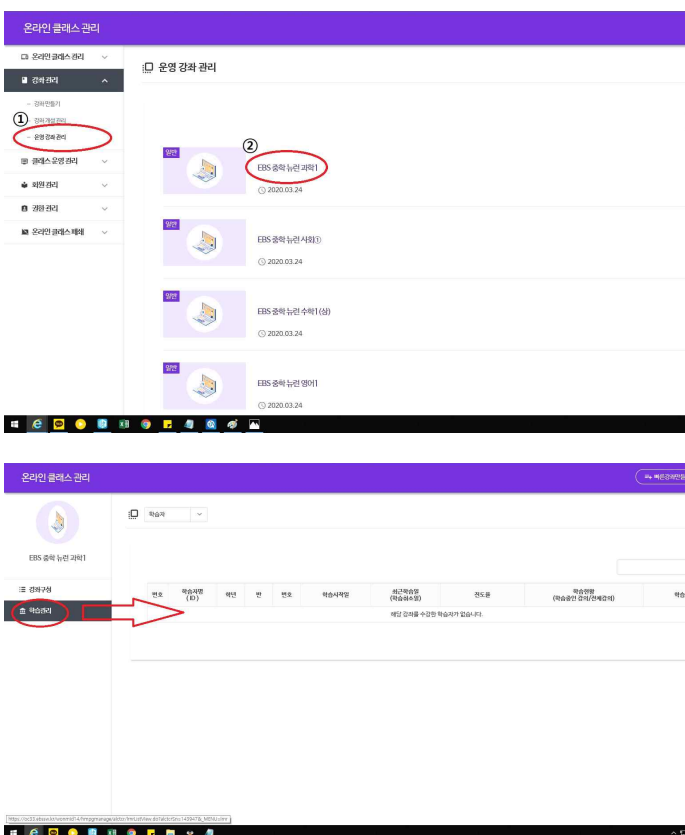 온라인 클래스 관리
온라인 클래스 관리
운영 강좌 관리
강좌 관리
- 강좌 만들기
①
- 강좌 개설 관리
- 운영 강좌 관리
②
일반
EBS 중학 뉴런 과학1
클래스 운영 관리
2020.03.24
회원 관리
권한 관리
일반
온라인 클래스 폐쇄
EBS 중학 뉴런 사회①
2020.03.24
일반
EBS 중학 뉴런 수학1(상)
2020.03.24
일반
EBS 중학 뉴런 영어1
2020.03.24
온라인 클래스 관리
학습자
EBS 중학 뉴런 과학1
강좌구성
번호 학습자명 (ID) 학년 반 번호 학습시작일 최근학습일 (학습취소일) 진도율 학습현황 (학습중인 강의/전체강의)
학습관리
해당 강좌를 수강한 학습자가 없습니다.